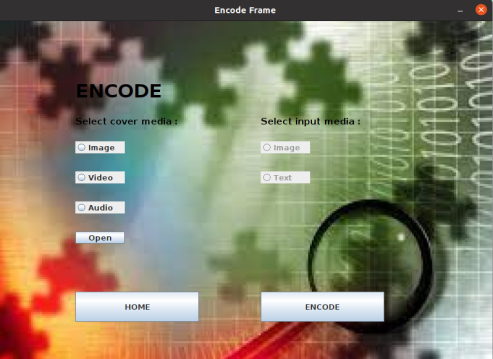 Encode Frame
ENCODE
Select cover media :
Select input media :
Image
Image
Video
Text
Audio
Open
HOME
ENCODE